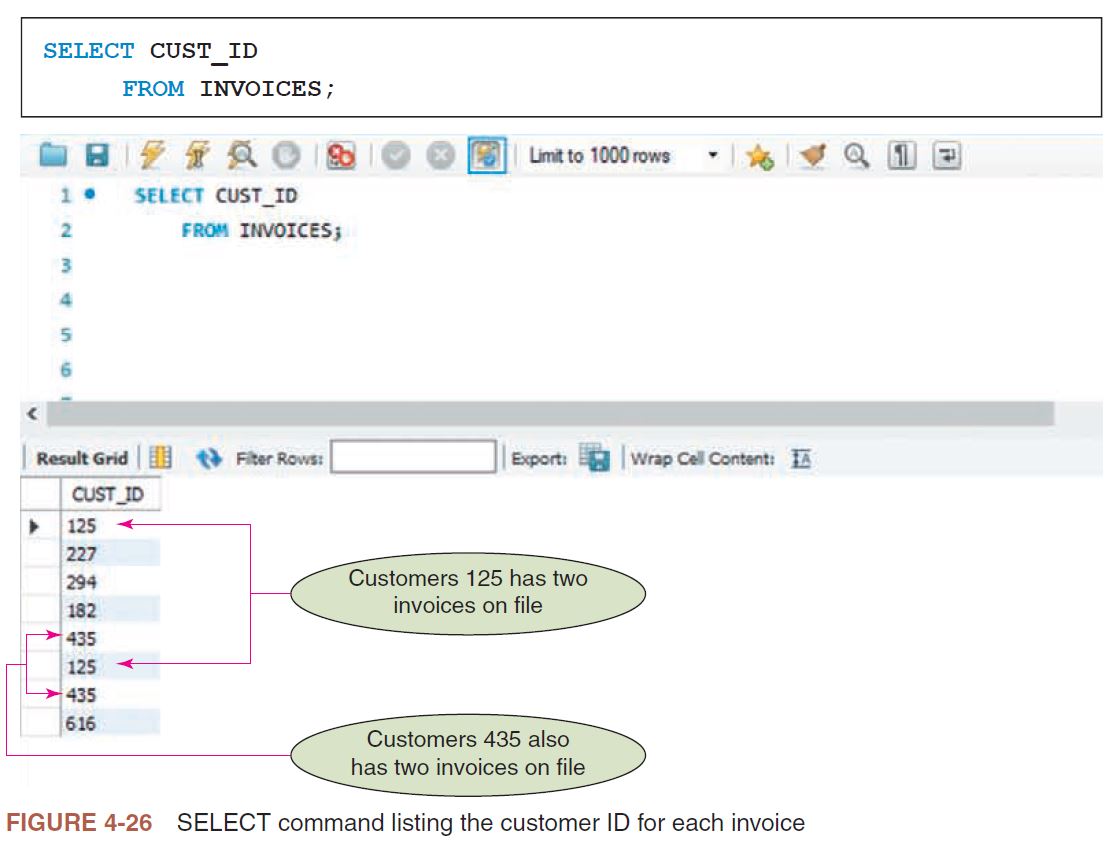 SELECT CUST_ID
FROM INVOICES;
Limit to 1000 rows
1 SELECT CUST_ID
2 FROM INVOICES;
3
4
5
6
Result Grid Filter Rows: Export: Wrap Cell Content:
CUST_ID
125
227
294
182
435
125
435
616
Customers 125 has two
invoices on file
Customers 435 also
has two invoices on file
FIGURE 4-26 SELECT command listing the customer ID for each invoice